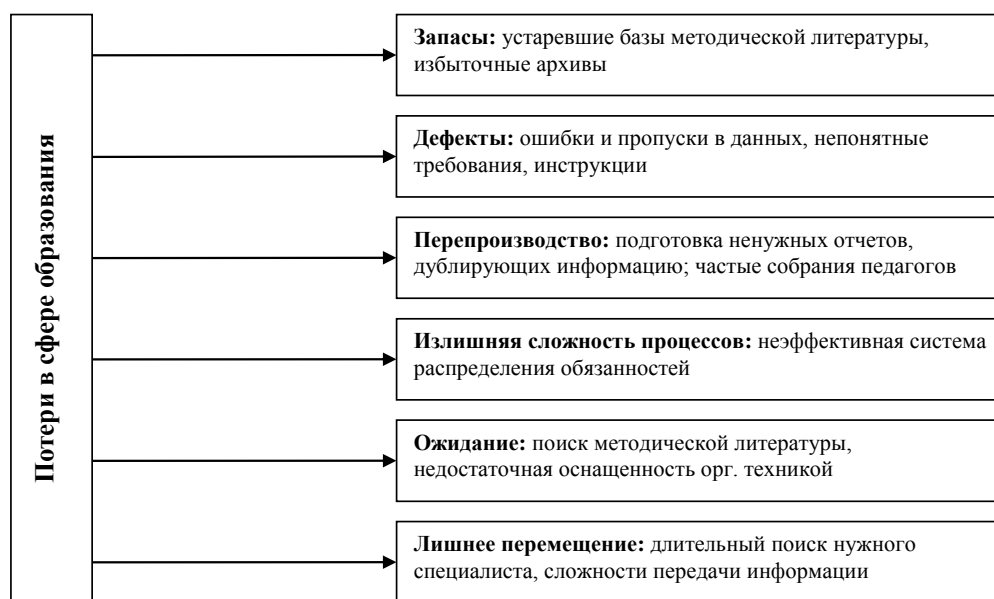 Потери в сфере образования
Запасы: устаревшие базы методической литературы,
избыточные архивы
Дефекты: ошибки и пропуски в данных, непонятные
требования, инструкции
Перепроизводство: подготовка ненужных отчетов,
дублирующих информацию; частые собрания педагогов
Излишняя сложность процессов: неэффективная система
распределения обязанностей
Ожидание: поиск методической литературы,
недостаточная оснащенность орг. техникой
Лишнее перемещение: длительный поиск нужного
специалиста, сложности передачи информации